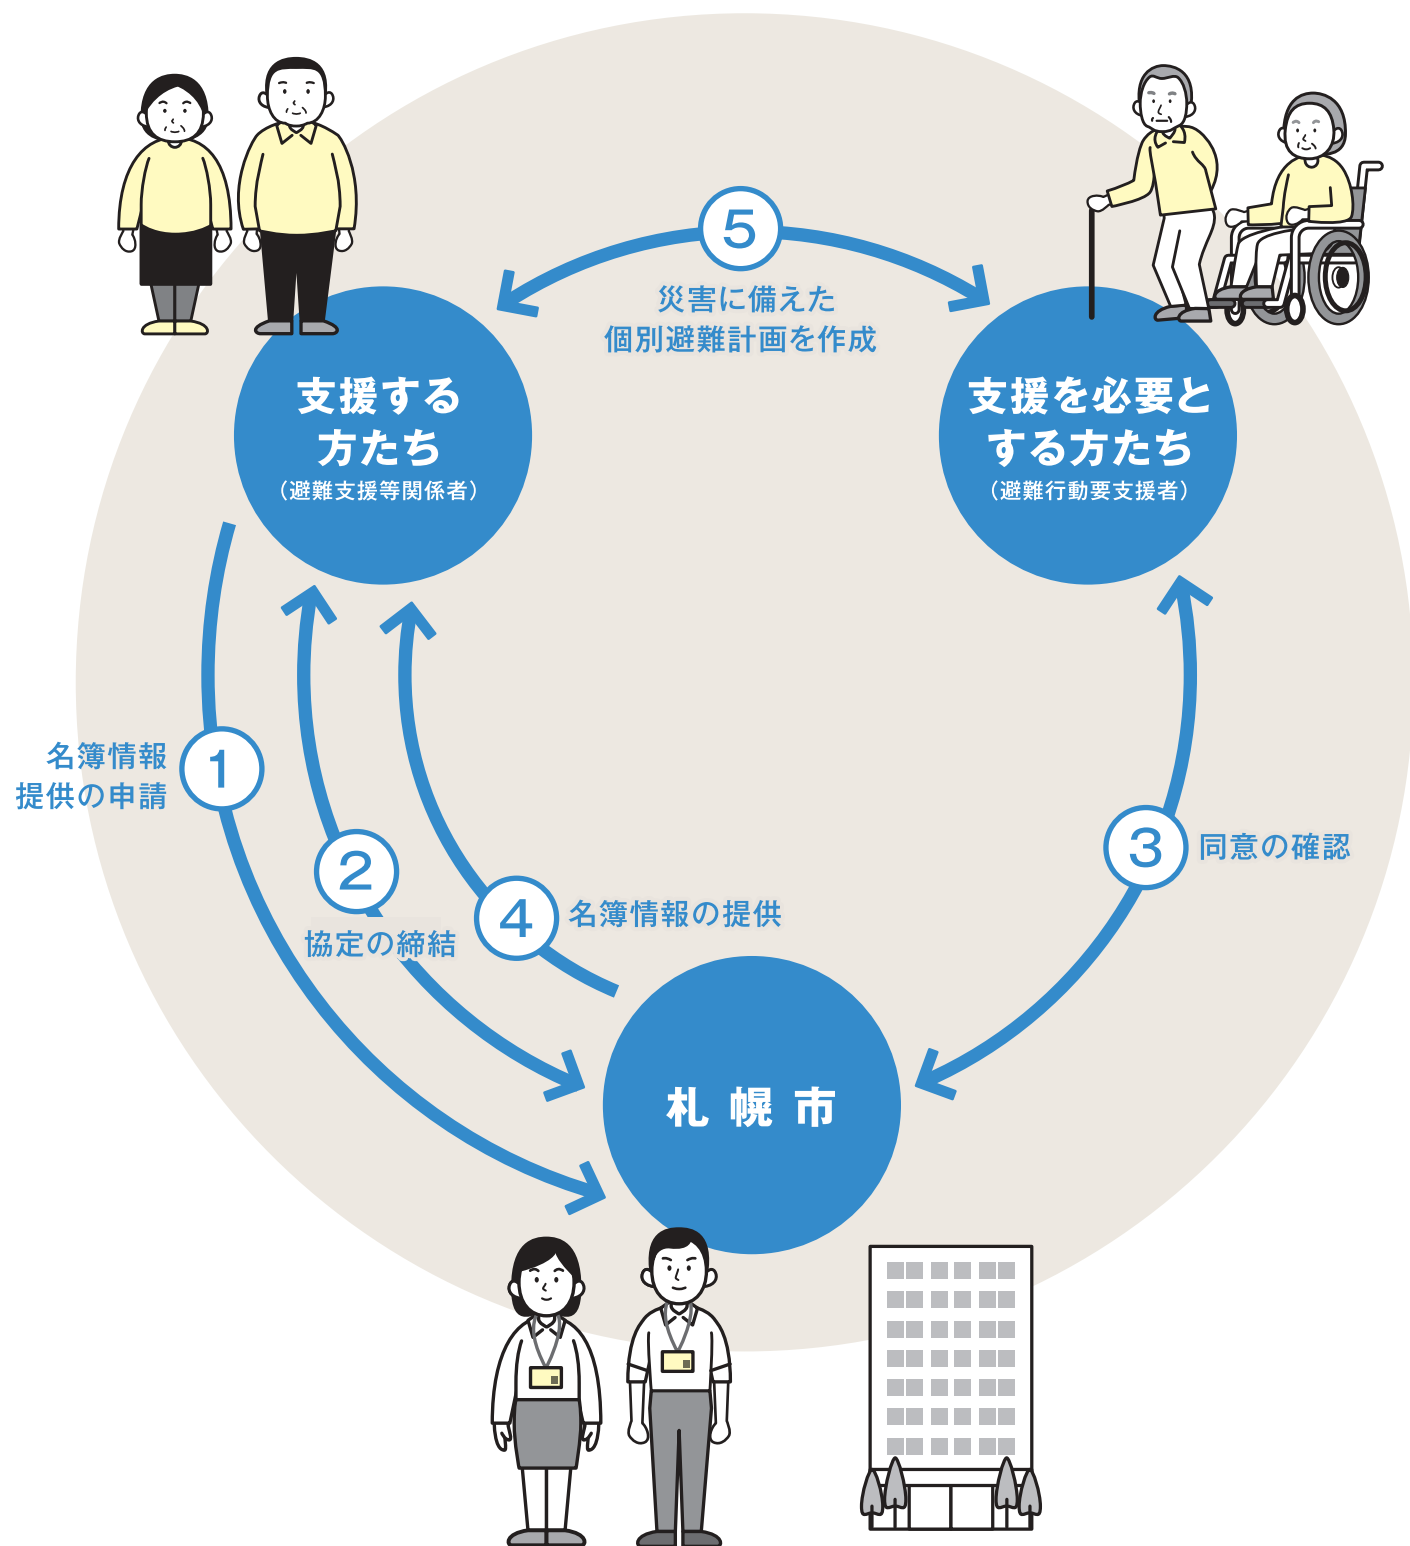 5
災害に備えた
個別避難計画を作成
支援する
方たち
（避難支援等関係者）
支援を必要と
する方たち
（避難行動要支援者）
1
名簿情報
提供の申請
2
協定の締結
3
同意の確認
4
名簿情報の提供
札幌市